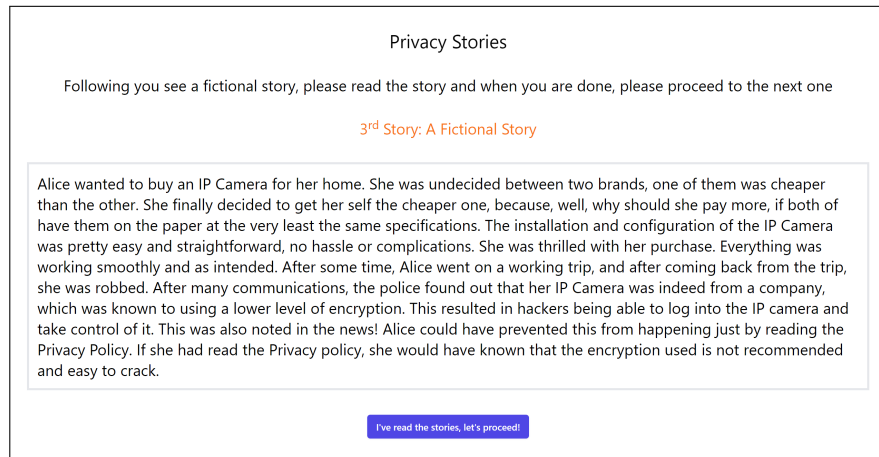 Privacy Stories
Following you see a fictional story, please read the story and when you are done, please proceed to the next one
3rd Story: A Fictional Story
Alice wanted to buy an IP Camera for her home. She was undecided between two brands, one of them was cheaper
than the other. She finally decided to get her self the cheaper one, because, well, why should she pay more, if both of
have them on the paper at the very least the same specifications. The installation and configuration of the IP Camera
was pretty easy and straightforward, no hassle or complications. She was thrilled with her purchase. Everything was
working smoothly and as intended. After some time, Alice went on a working trip, and after coming back from the trip,
she was robbed. After many communications, the police found out that her IP Camera was indeed from a company,
which was known to using a lower level of encryption. This resulted in hackers being able to log into the IP camera and
take control of it. This was also noted in the news! Alice could have prevented this from happening just by reading the
Privacy Policy. If she had read the Privacy policy, she would have known that the encryption used is not recommended
and easy to crack.
I've read the stories, let's proceed!